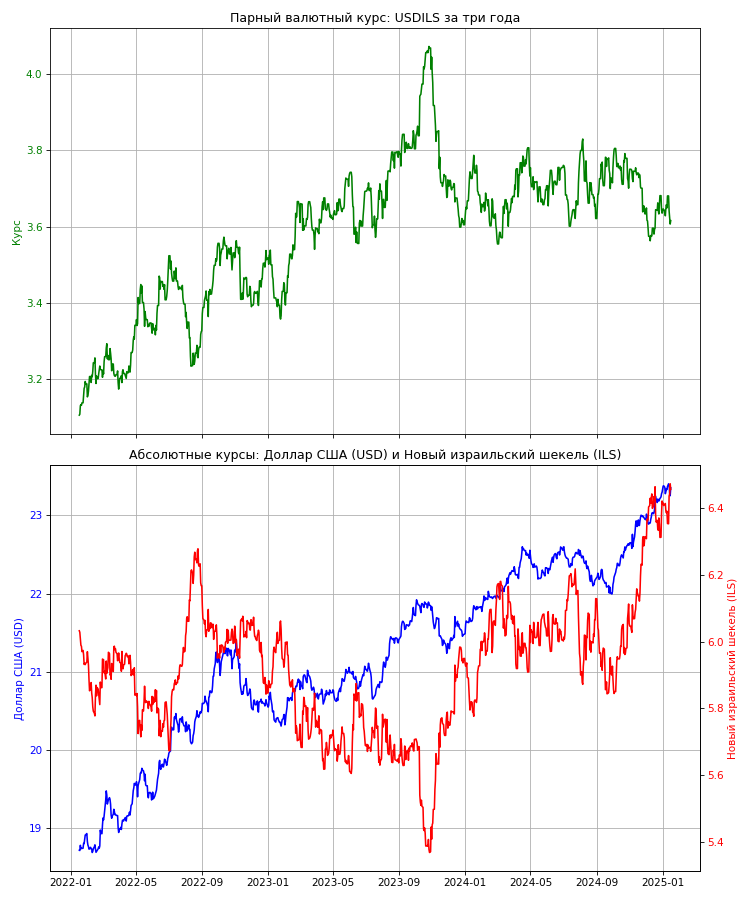 Парный валютный курс: USDILS за три года
4.0
3.8
3.6
3.4
3.2
Курс
Абсолютные курсы: Доллар США (USD) и Новый израильский шекель (ILS)
23
22
21
20
19
Доллар США (USD)
6.4
6.2
6.0
5.8
5.6
5.4
Новый израильский шекель (ILS)
2022-01 2022-05 2022-09 2023-01 2023-05 2023-09 2024-01 2024-05 2024-09 2025-01